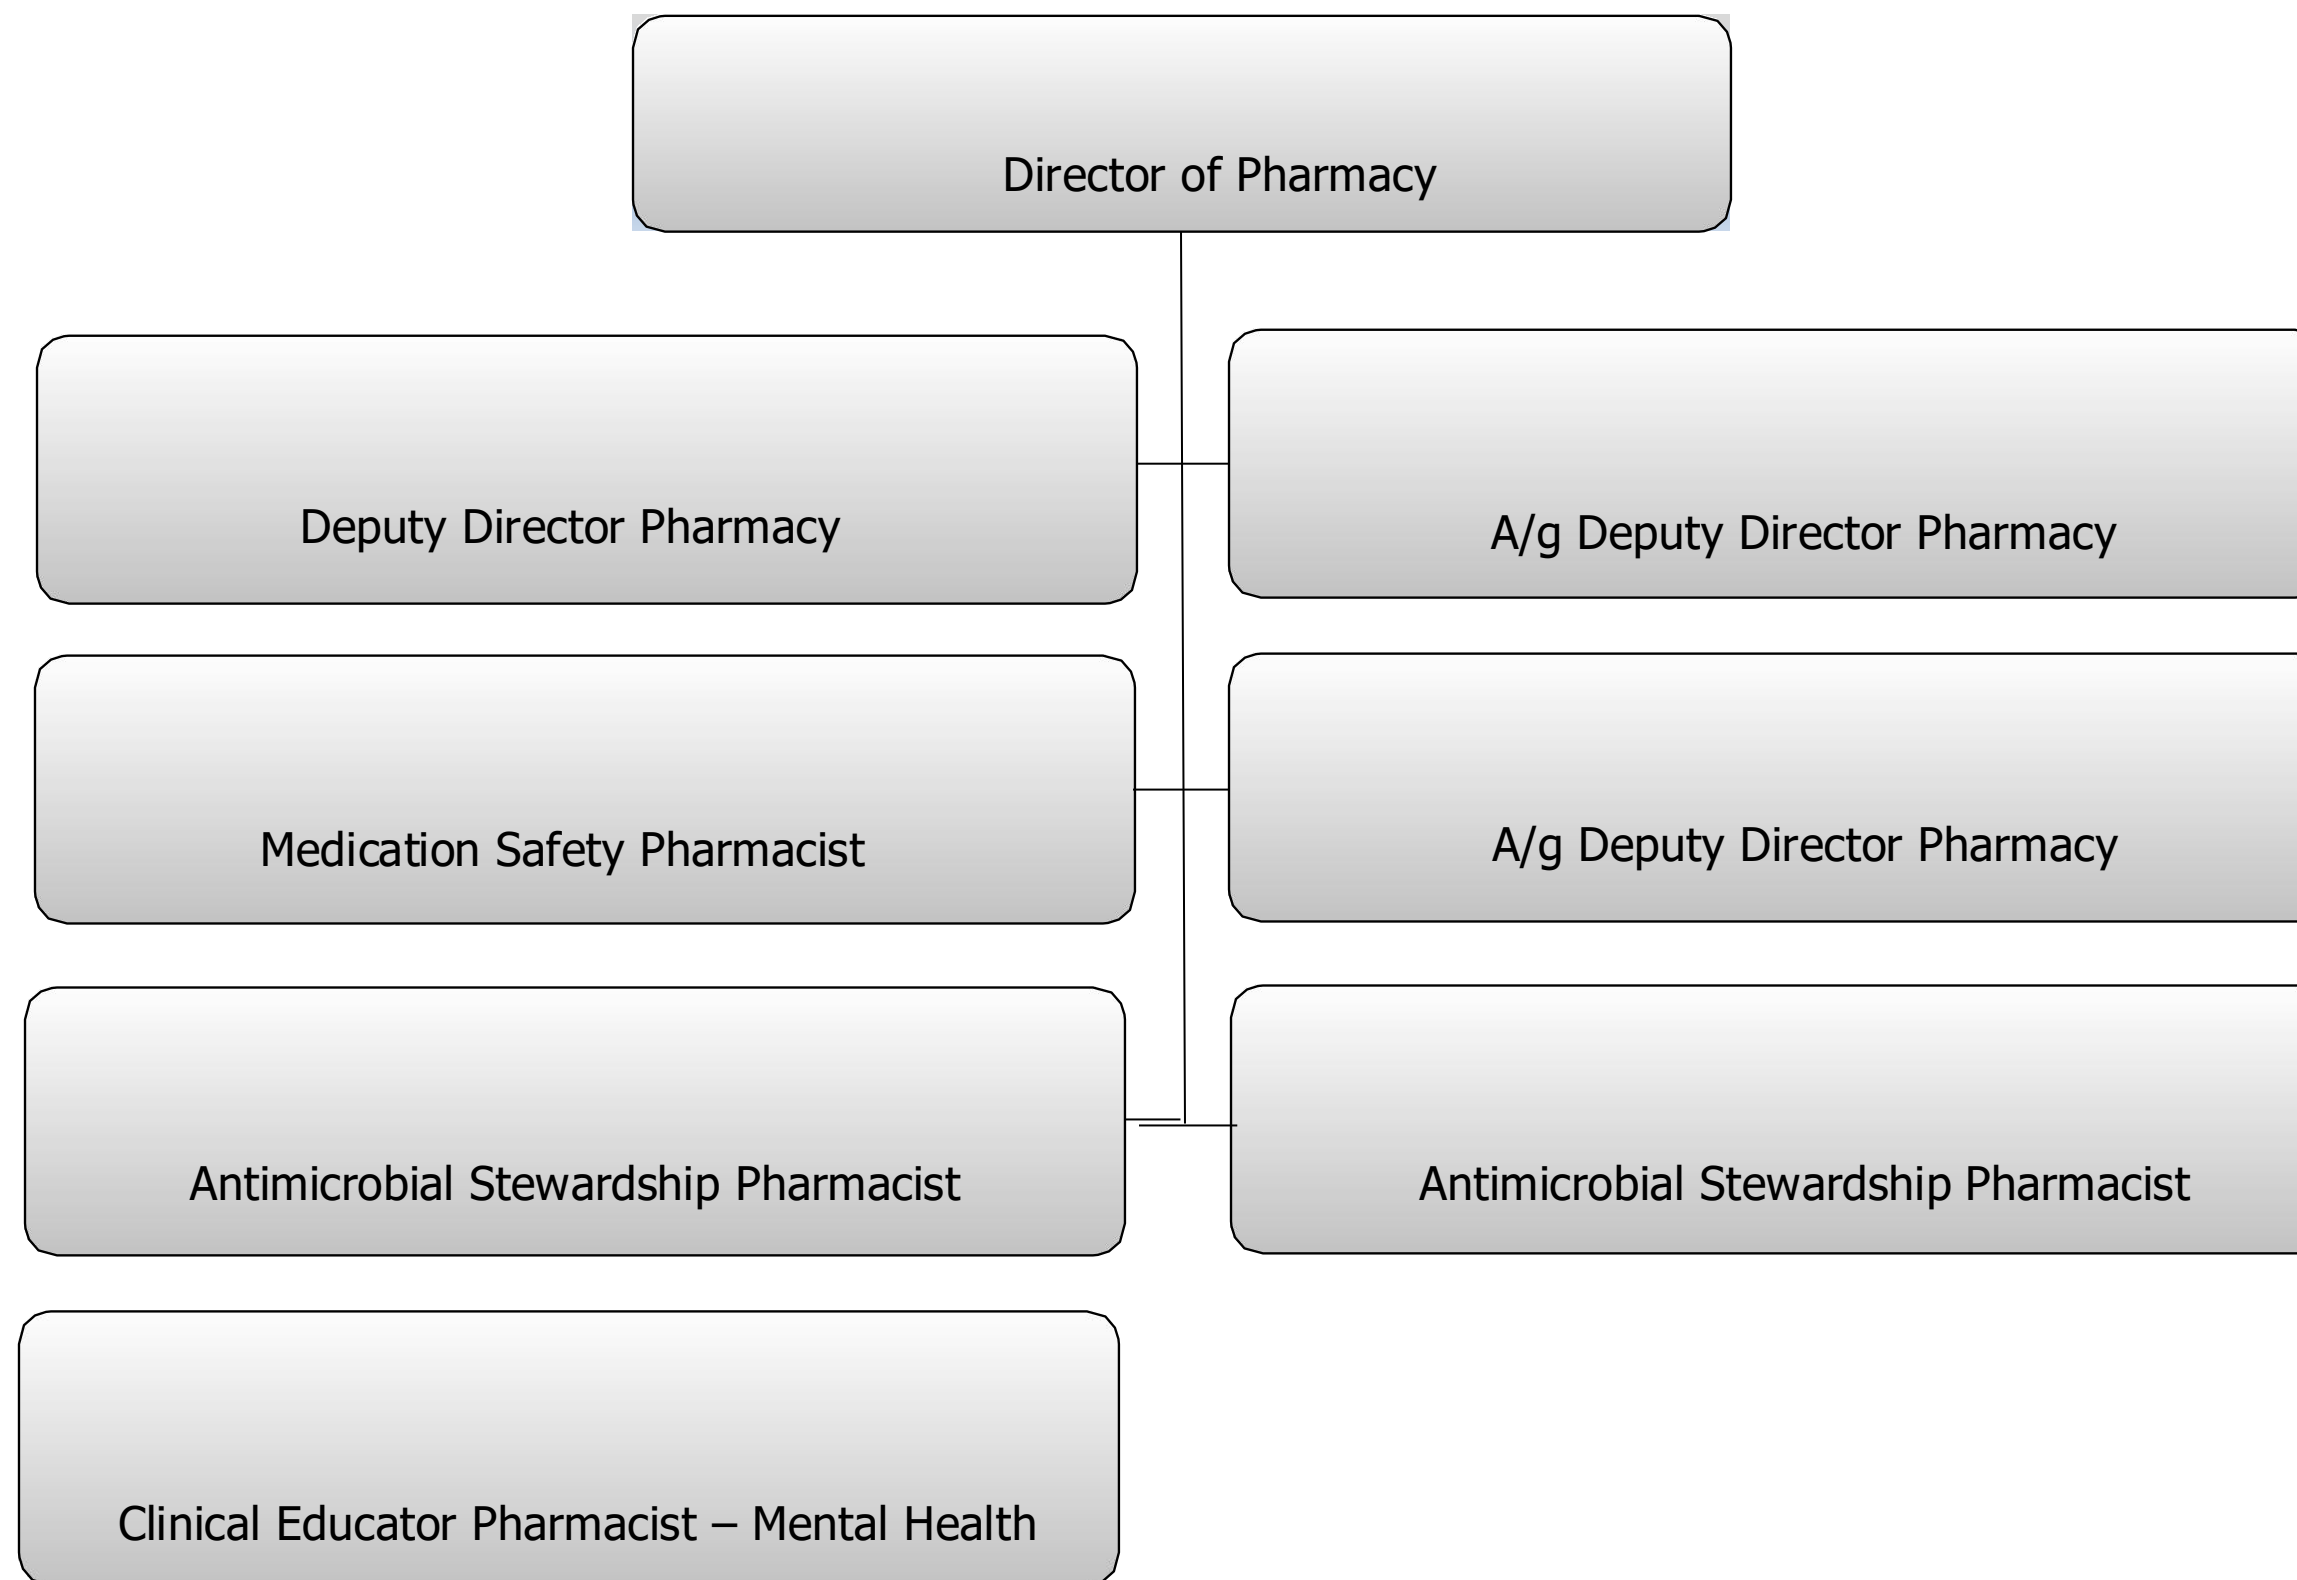 Director of Pharmacy
Deputy Director Pharmacy
A/g Deputy Director Pharmacy
Medication Safety Pharmacist
A/g Deputy Director Pharmacy
Antimicrobial Stewardship Pharmacist
Antimicrobial Stewardship Pharmacist
Clinical Educator Pharmacist – Mental Health